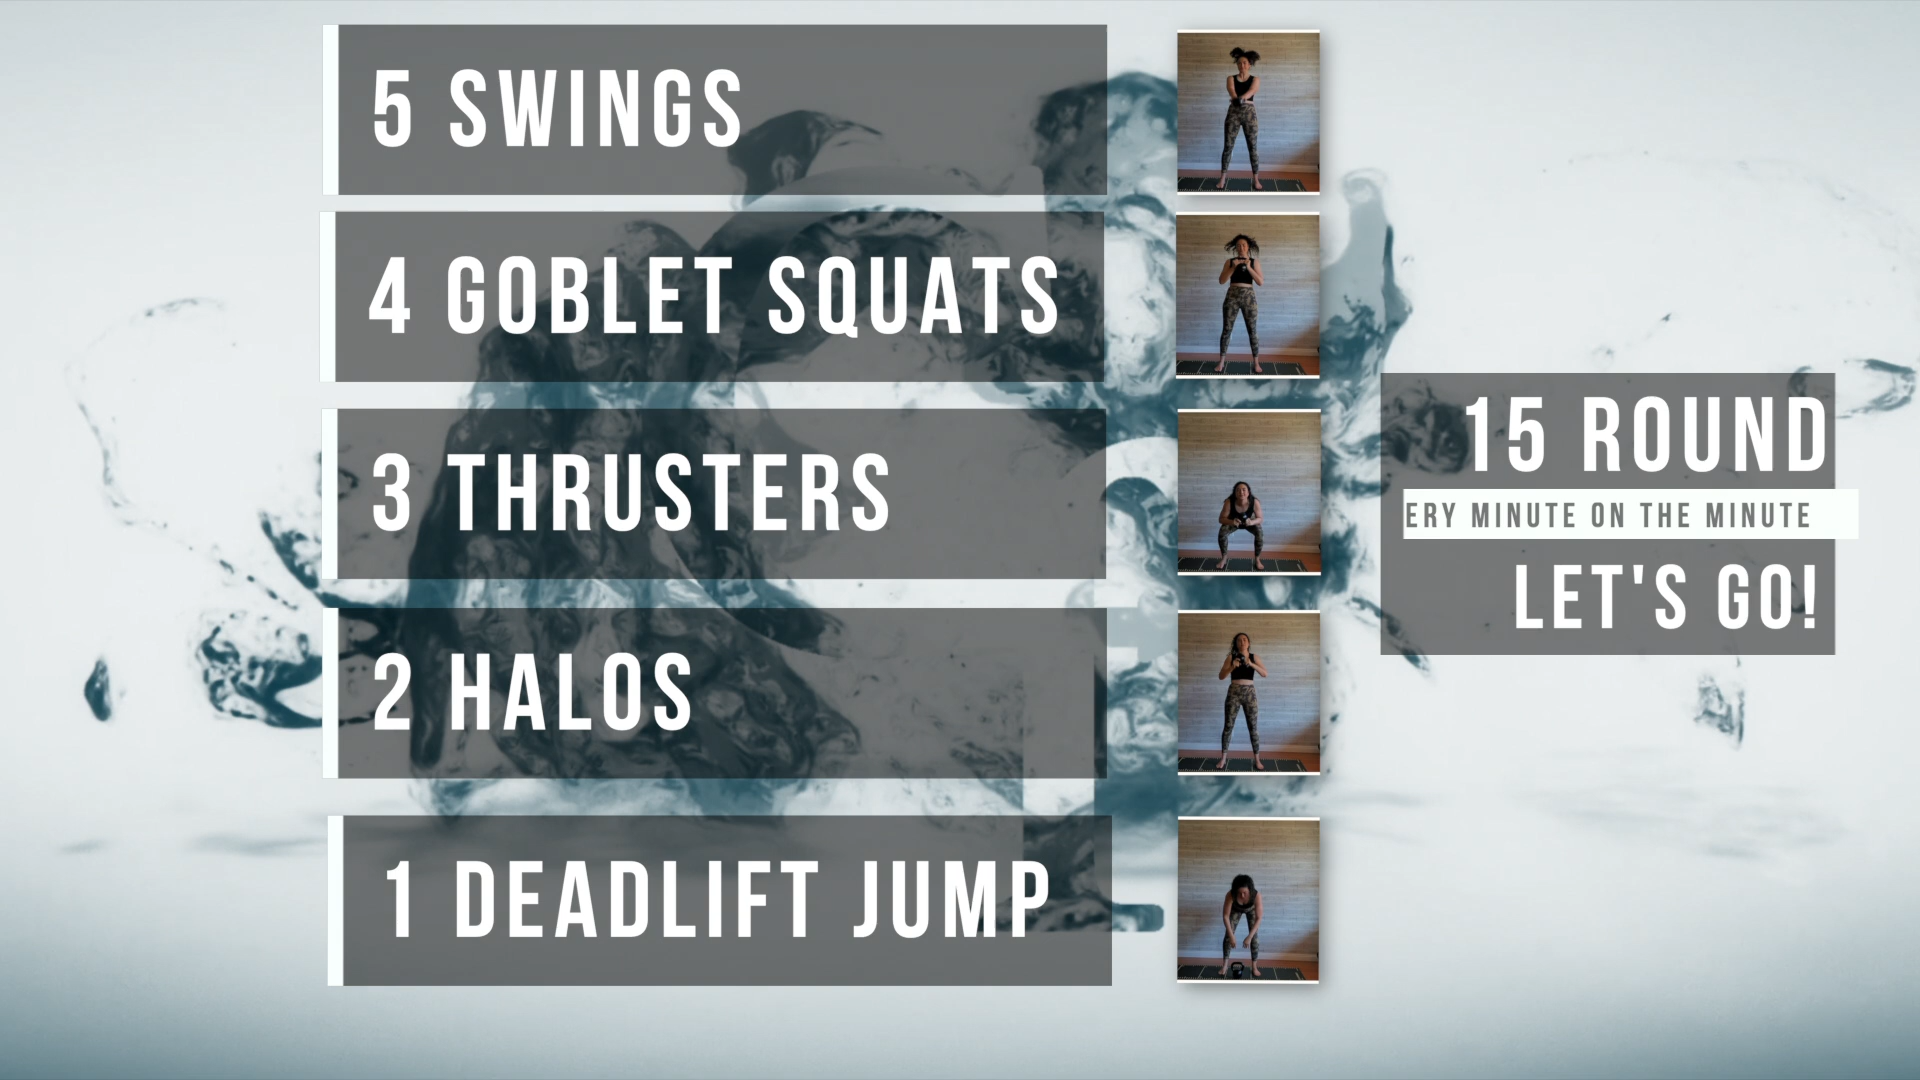 5 SWINGS
4 GOBLET SQUATS
3 THRUSTERS
2 HALOS
1 DEADLIFT JUMP
15 ROUND
ERY MINUTE ON THE MINUTE
LET'S GO!